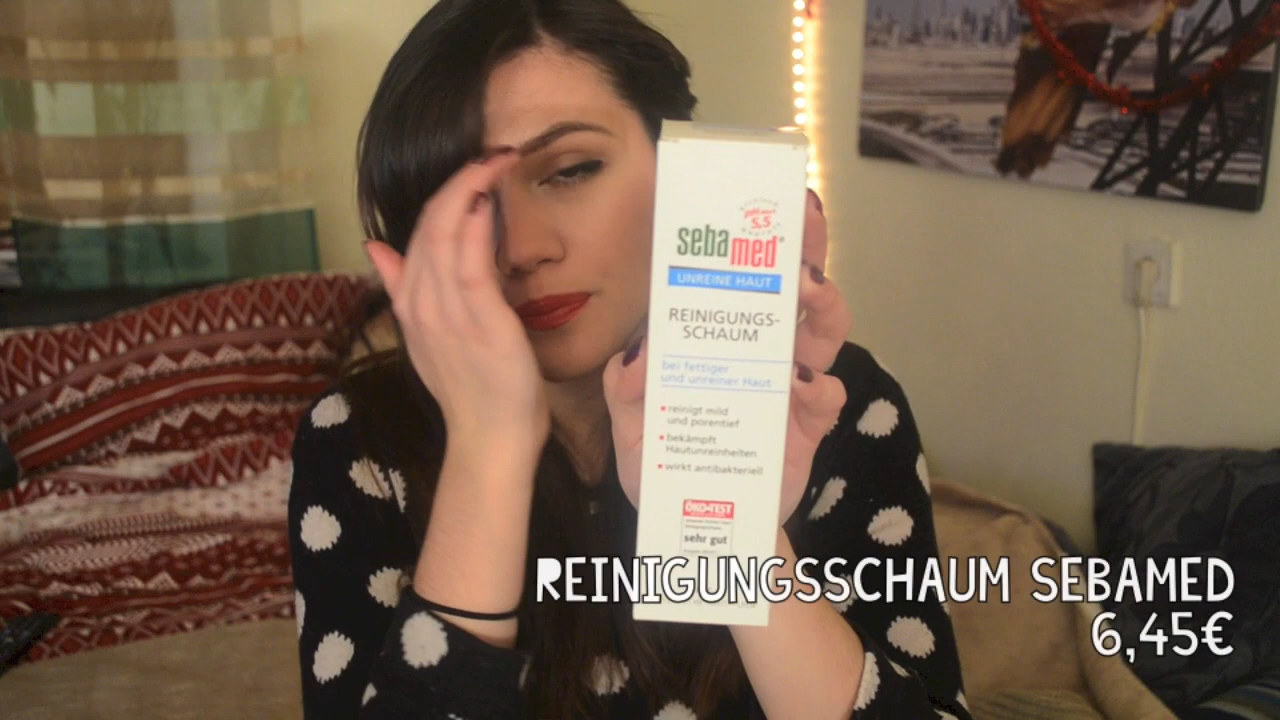 pH-Wert
5,5
sebamed
UNREINE HAUT
REINIGUNGS-
SCHAUM
bei fettiger
und unreiner Haut
reinigt mild
und porentief
bekämpft
Hautunreinheiten
wirkt antibakteriell
ÖKO-TEST
sehr gut
REINIGUNGSSCHAUM SEBAMED
6,45€